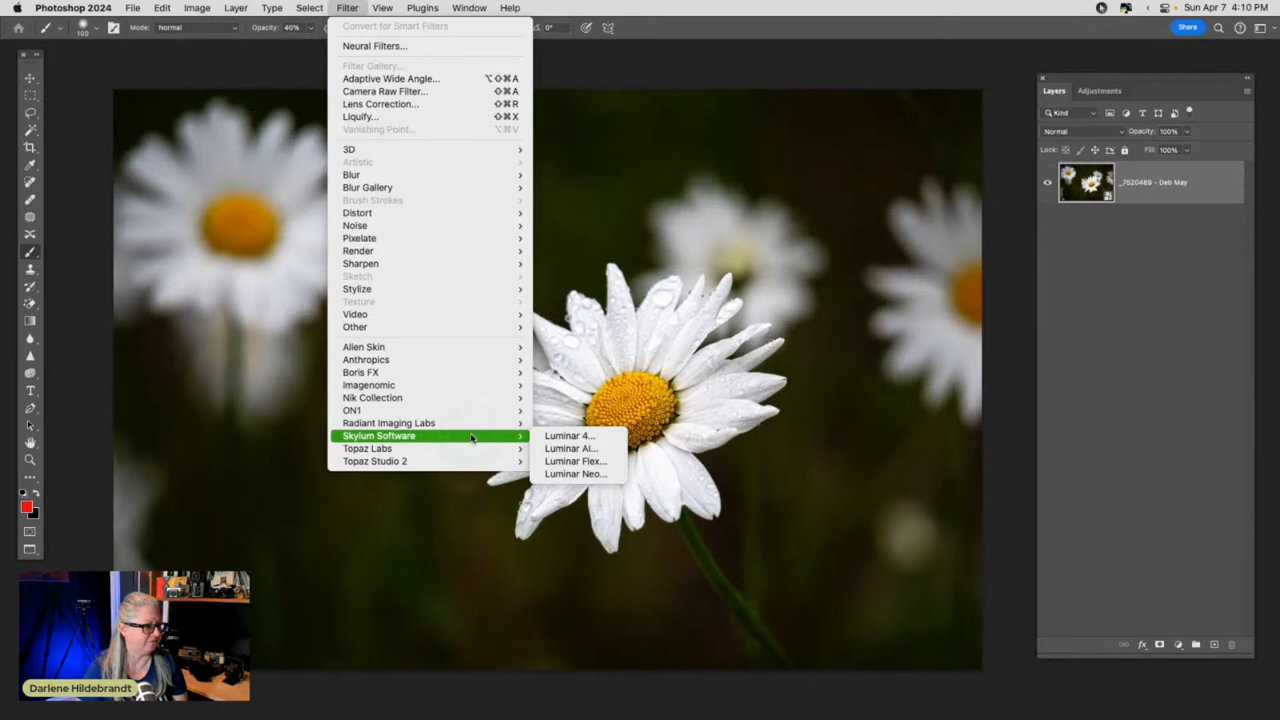 Photoshop 2024 File Edit Image Layer Type Select Filter View Plugins Window Help Sun Apr 7 4:10 PM
100 Mode: Normal Opacity: 40% 0° Share
Convert for Smart Filters
Neural Filters...
Filter Gallery...
Adaptive Wide Angle... ⌥⇧⌘A
Camera Raw Filter... ⇧⌘A
Lens Correction... ⇧⌘R
Liquify... ⇧⌘X
Vanishing Point... ⌥⌘V
3D
Artistic
Blur
Blur Gallery
Brush Strokes
Distort
Noise
Pixelate
Render
Sharpen
Sketch
Stylize
Texture
Video
Other
Alien Skin
Anthropics
Boris FX
Imagenomic
Nik Collection
ON1
Radiant Imaging Labs
Skylum Software
Topaz Labs
Topaz Studio 2
Luminar 4...
Luminar AI...
Luminar Flex...
Luminar Neo...
Layers Adjustments
Kind
Normal Opacity: 100%
Lock: Fill: 100%
_7520489 - Deb May
Darlene Hildebrandt